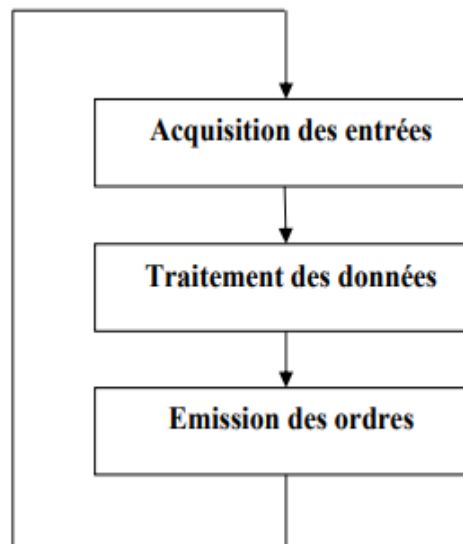 Acquisition des entrées
Traitement des données
Emission des ordres